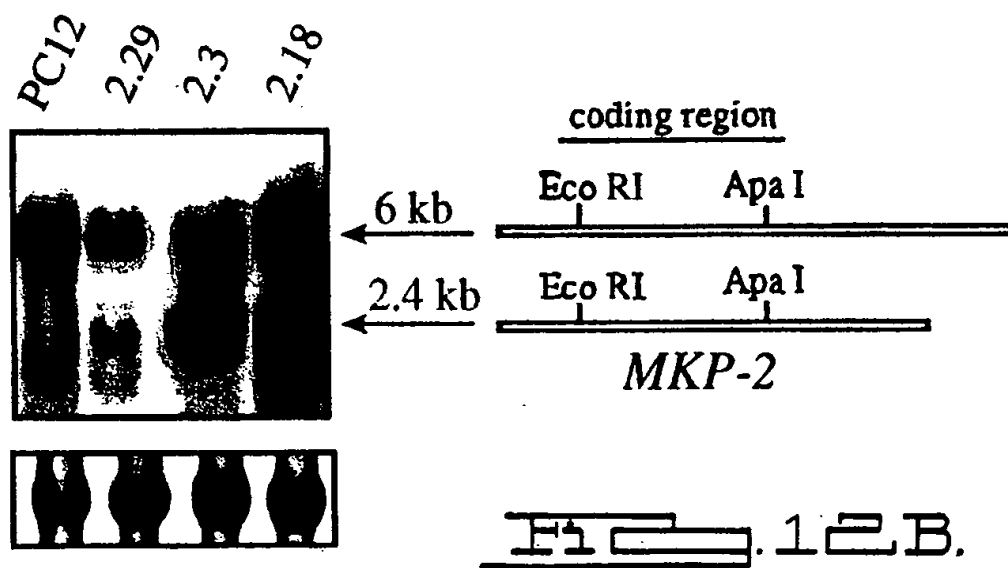 PC12 2.29 2.3 2.18
coding region
Eco RI Apa I
6 kb
Eco RI Apa I
2.4 kb
MKP-2
Fig. 12B.